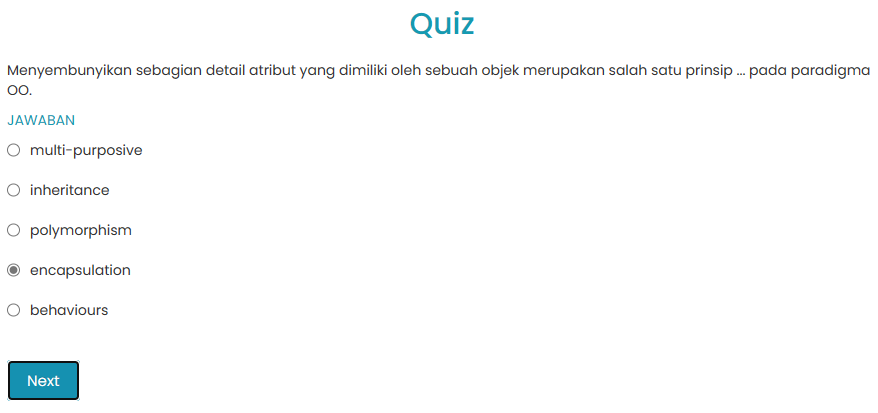 Quiz
Menyembunyikan sebagian detail atribut yang dimiliki oleh sebuah objek merupakan salah satu prinsip ... pada paradigma
OO.
JAWABAN
multi-purposive
inheritance
polymorphism
encapsulation
behaviours
Next